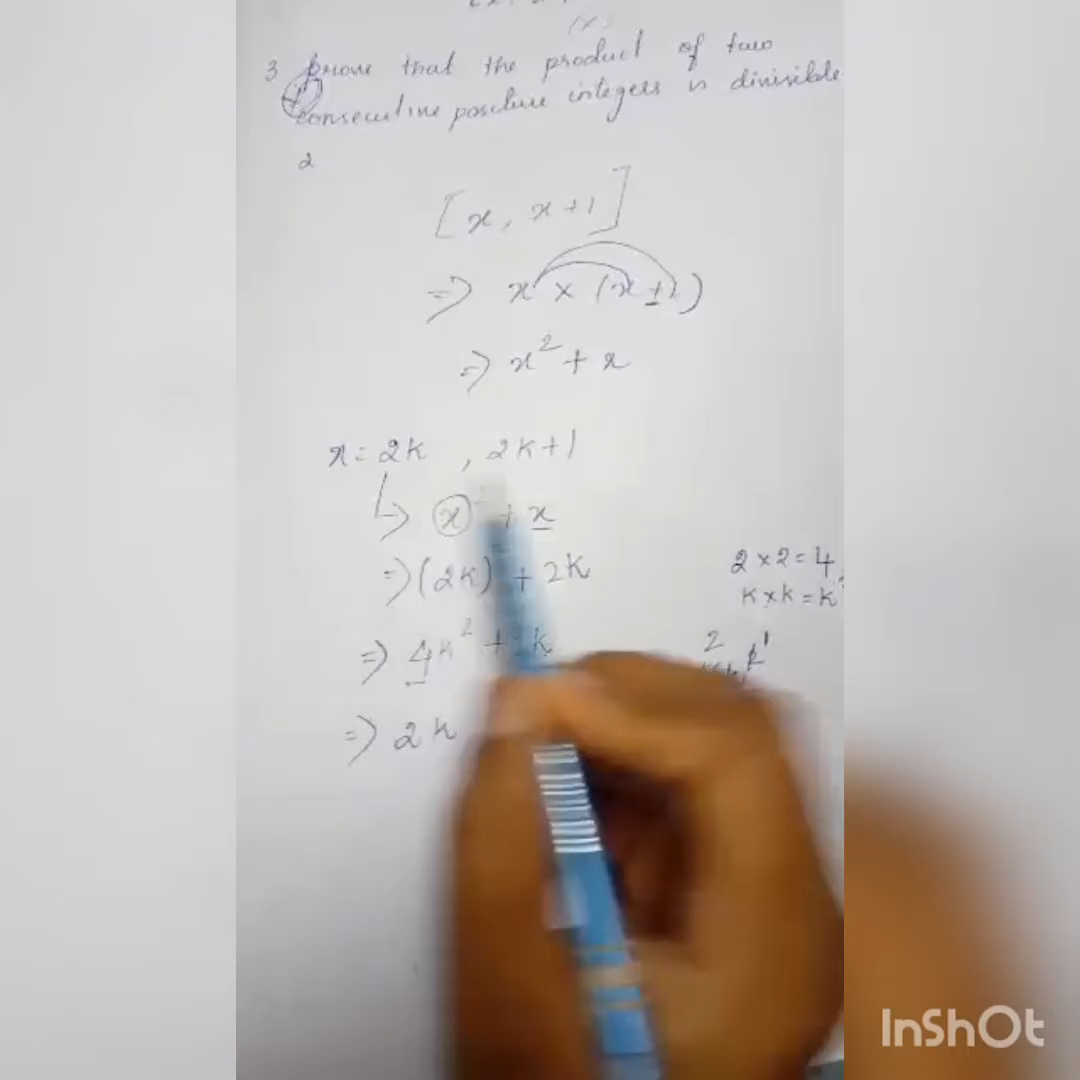 3 prove that the product of two
consecutive positive integers is divisible
2
[x, x+1]
=> x × (x+1)
=> x² + x
x = 2k , 2k+1
x² + x
=> (2k)² + 2k
2×2=4
k×k=k
=> 4k² + 2k
2
=> 2k
InShOt